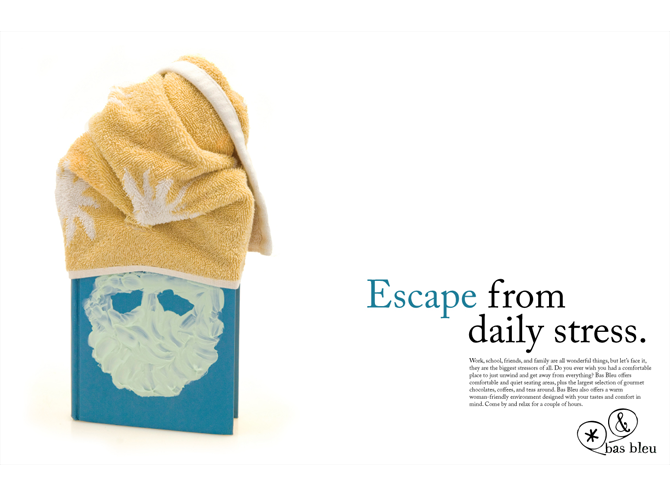 Escape from
daily stress.
Work, school, friends, and family are all wonderful things, but let's face it,
they are the biggest stressors of all. Do you ever wish you had a comfortable
place to just unwind and get away from everything? Bas Bleu offers
comfortable and quiet seating areas, plus the largest selection of gourmet
chocolates, coffees, and teas around. Bas Bleu also offers a warm
woman-friendly environment designed with your tastes and comfort in
mind. Come by and relax for a couple of hours.
* &
bas bleu